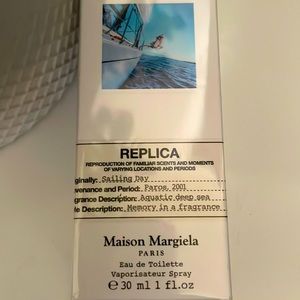 REPLICA
REPRODUCTION OF FAMILIAR SCENTS AND MOMENTS
OF VARYING LOCATIONS AND PERIODS
ginally: Sailing Day
venance and Period: Paros, 2001
grance Description: Aquatic deep sea
le Description: Memory in a fragrance
Maison Margiela
PARIS
Eau de Toilette
Vaporisateur Spray
℮ 30 ml 1 fl.oz